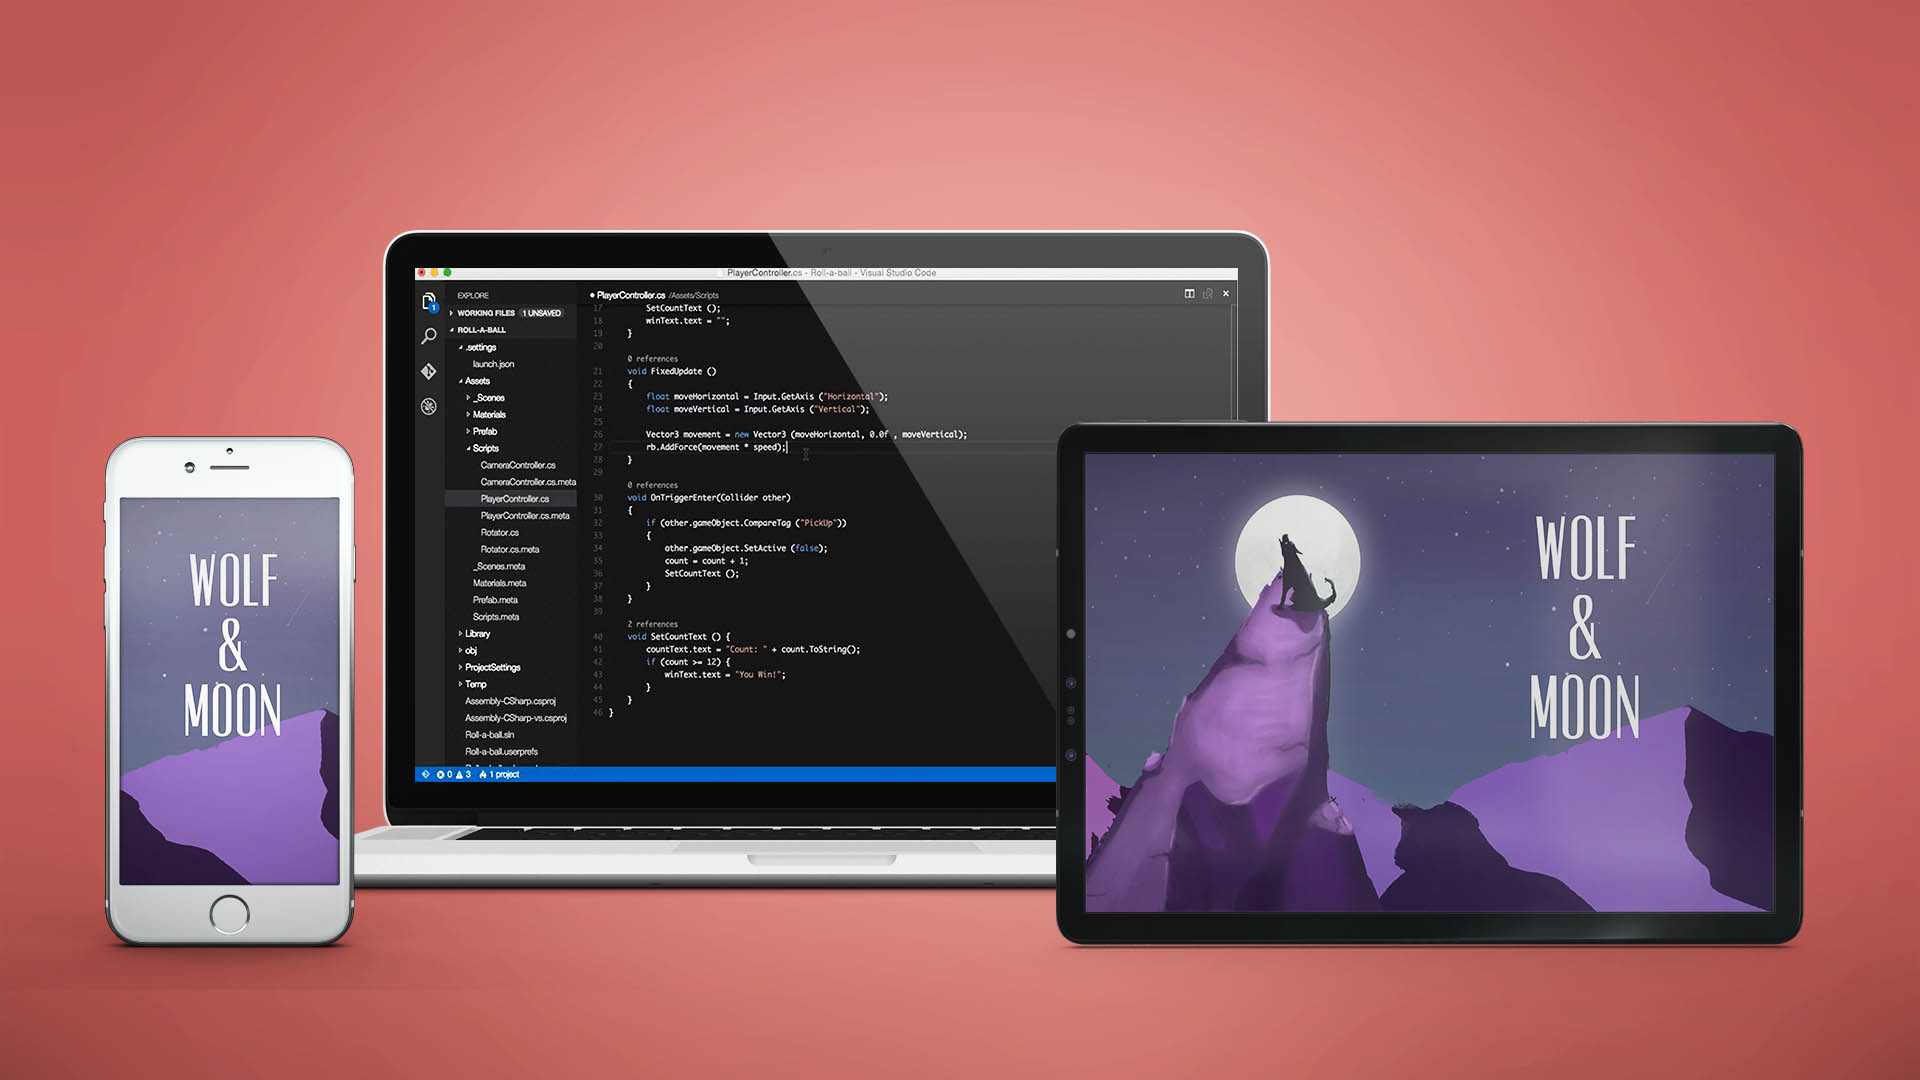 WOLF
&
MOON
PlayerController.cs - Roll-a-ball - Visual Studio Code
EXPLORE
WORKING FILES 1 UNSAVED
ROLL-A-BALL
.settings
launch.json
Assets
_Scenes
Materials
Prefab
Scripts
CameraController.cs
CameraController.cs.meta
PlayerController.cs
PlayerController.cs.meta
Rotator.cs
Rotator.cs.meta
_Scenes.meta
Materials.meta
Prefab.meta
Scripts.meta
Library
obj
ProjectSettings
Temp
Assembly-CSharp.csproj
Assembly-CSharp-vs.csproj
Roll-a-ball.sln
Roll-a-ball.userprefs
1
PlayerController.cs /Assets/Scripts
17 SetCountText ();
18 winText.text = "";
19 }
20
0 references
21 void FixedUpdate ()
22 {
23 float moveHorizontal = Input.GetAxis ("Horizontal");
24 float moveVertical = Input.GetAxis ("Vertical");
25
26 Vector3 movement = new Vector3 (moveHorizontal, 0.0f , moveVertical);
27 rb.AddForce(movement * speed);
28 }
29
0 references
30 void OnTriggerEnter(Collider other)
31 {
32 if (other.gameObject.CompareTag ("PickUp"))
33 {
34 other.gameObject.SetActive (false);
35 count = count + 1;
36 SetCountText ();
37 }
38 }
39
2 references
40 void SetCountText () {
41 countText.text = "Count: " + count.ToString();
42 if (count >= 12) {
43 winText.text = "You Win!";
44 }
45 }
46 }
0 3 1 project
WOLF
&
MOON